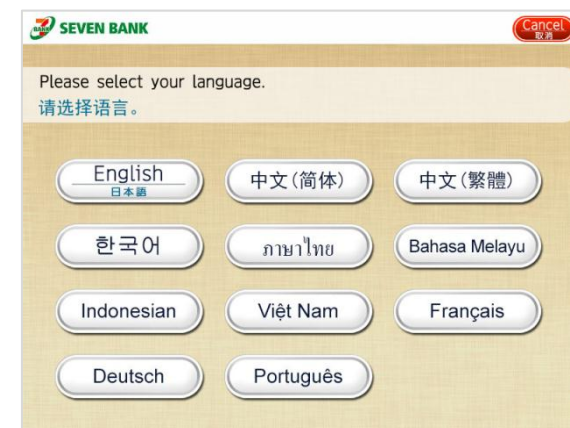 SEVEN BANK
Cancel
取消
Please select your language.
请选择语言。
English
日本語
中文(简体)
中文(繁體)
한국어
ภาษาไทย
Bahasa Melayu
Indonesian
Việt Nam
Français
Deutsch
Português